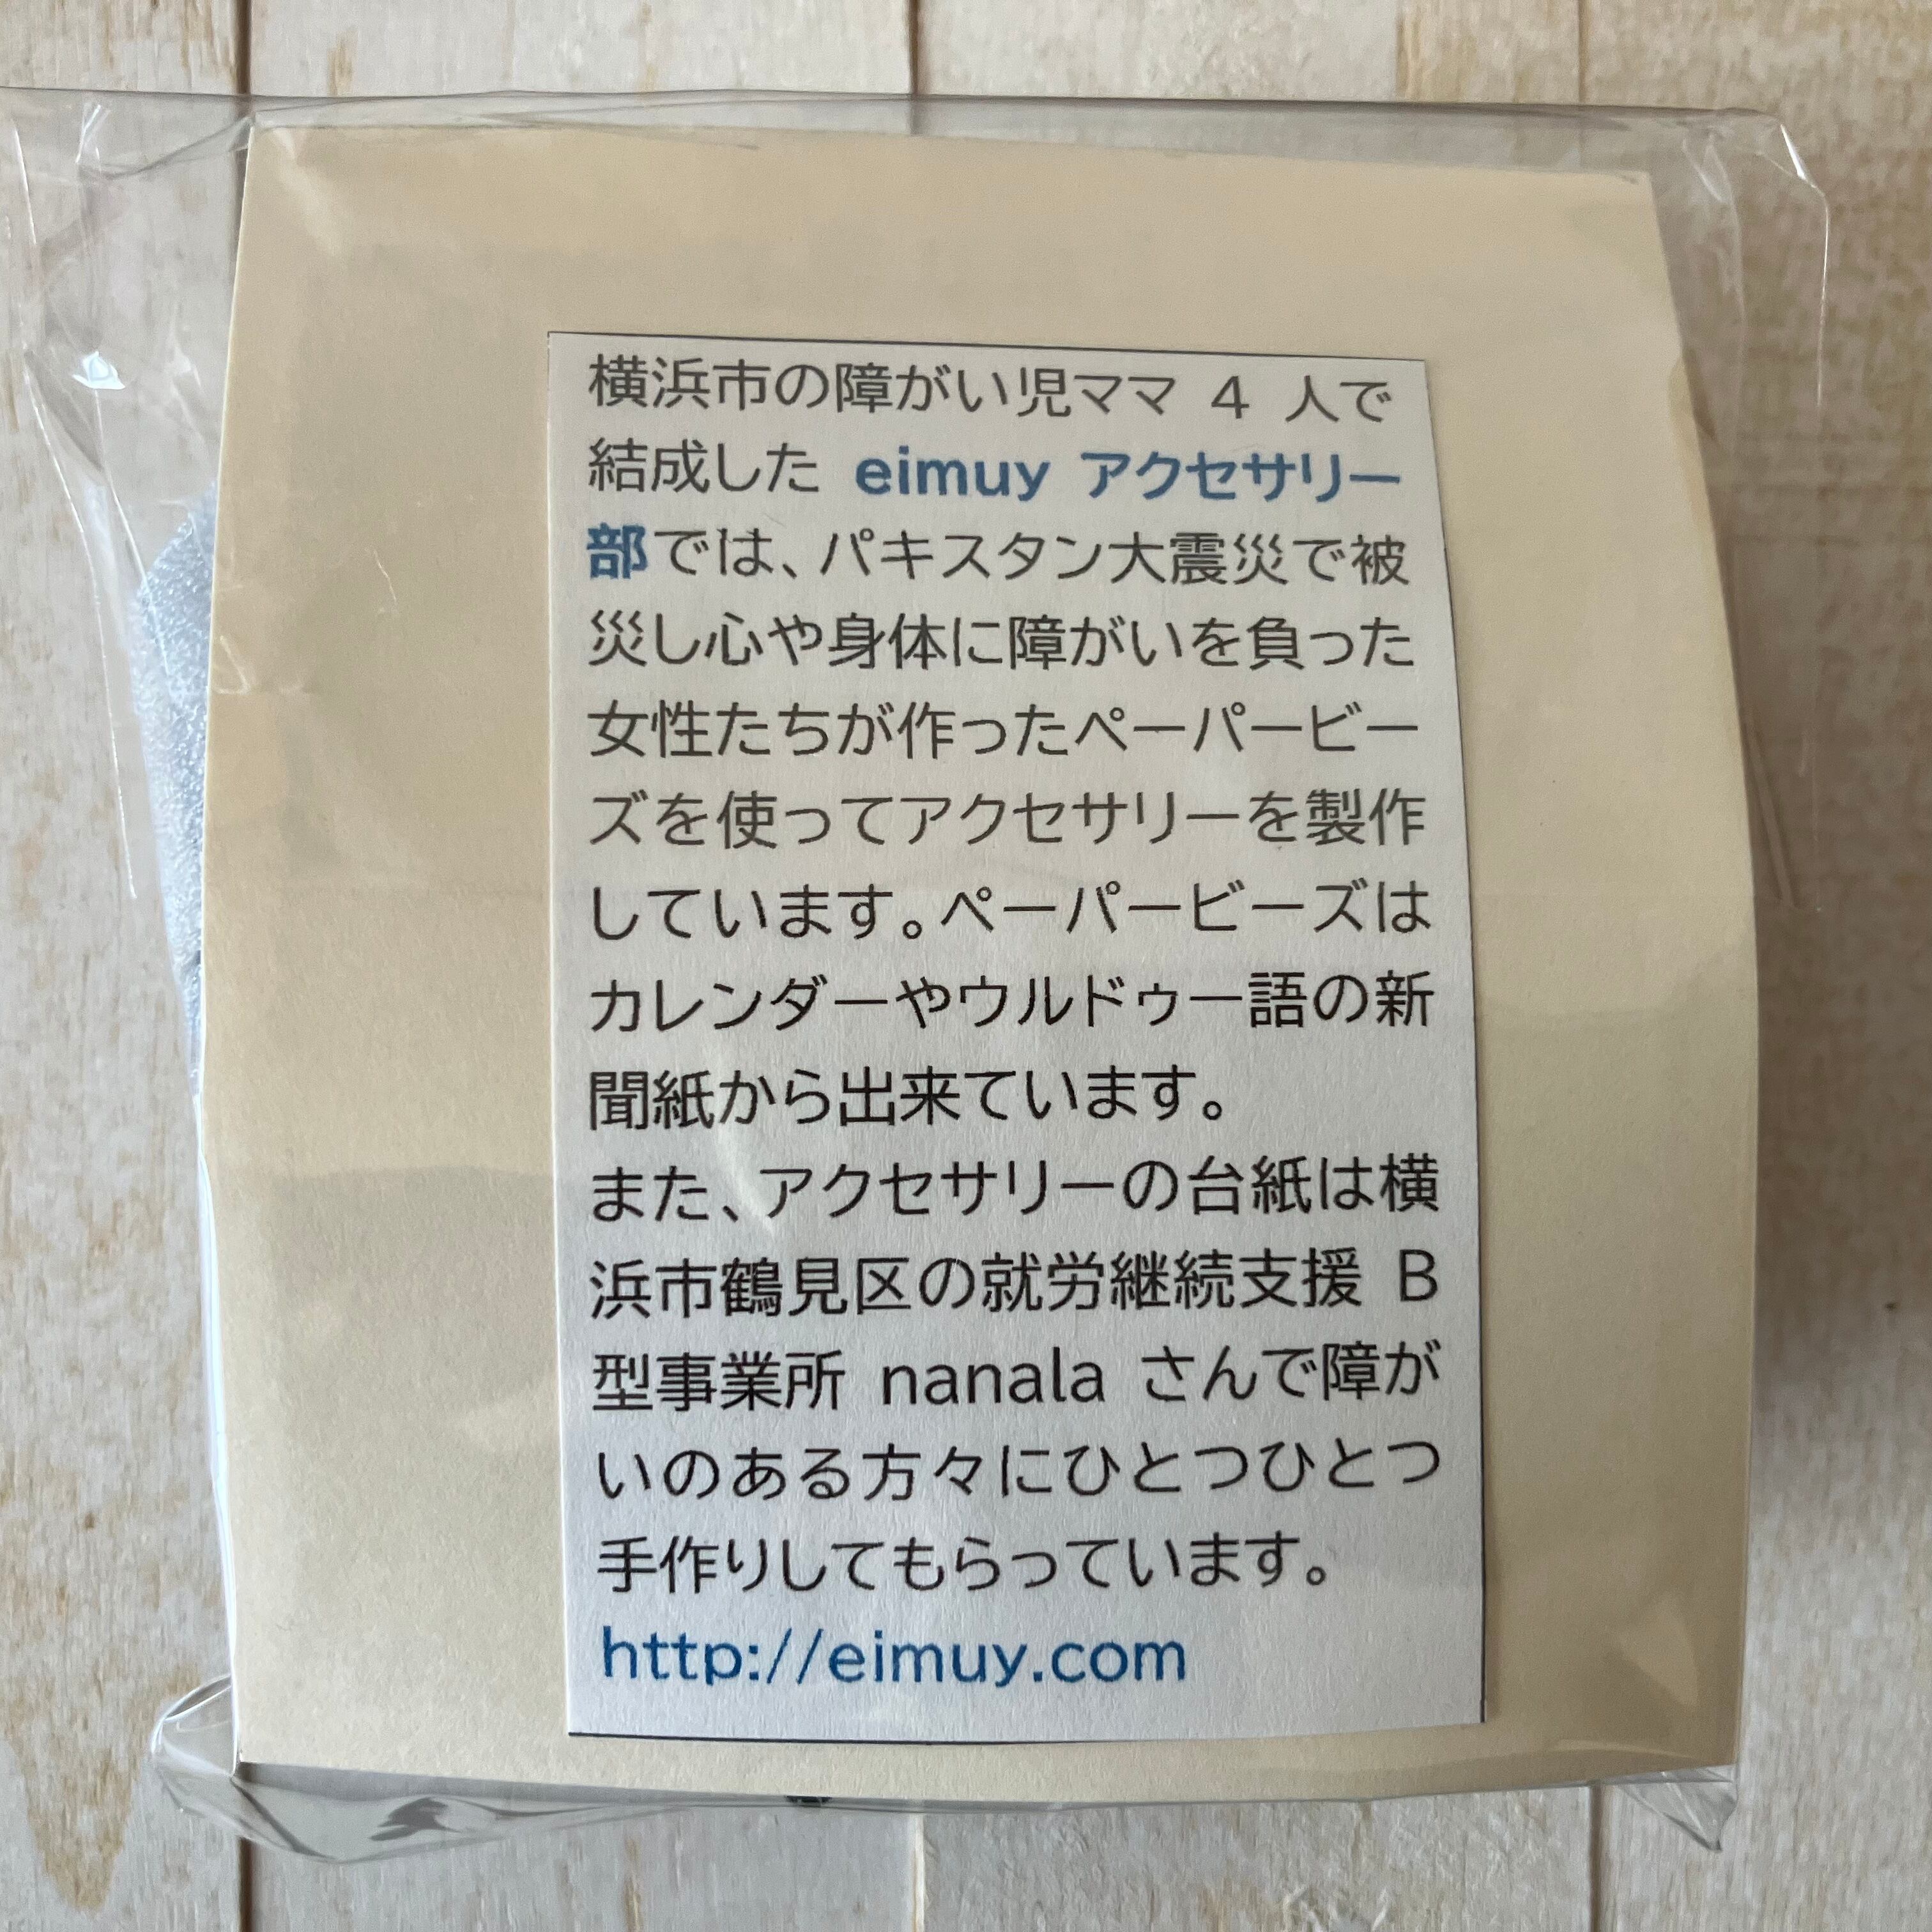 横浜市の障がい児ママ 4 人で
結成した eimuy アクセサリー
部では、パキスタン大震災で被
災し心や身体に障がいを負った
女性たちが作ったペーパービー
ズを使ってアクセサリーを製作
しています。ペーパービーズは
カレンダーやウルドゥー語の新
聞紙から出来ています。
また、アクセサリーの台紙は横
浜市鶴見区の就労継続支援 B
型事業所 nanala さんで障が
いのある方々にひとつひとつ
手作りしてもらっています。
http://eimuy.com